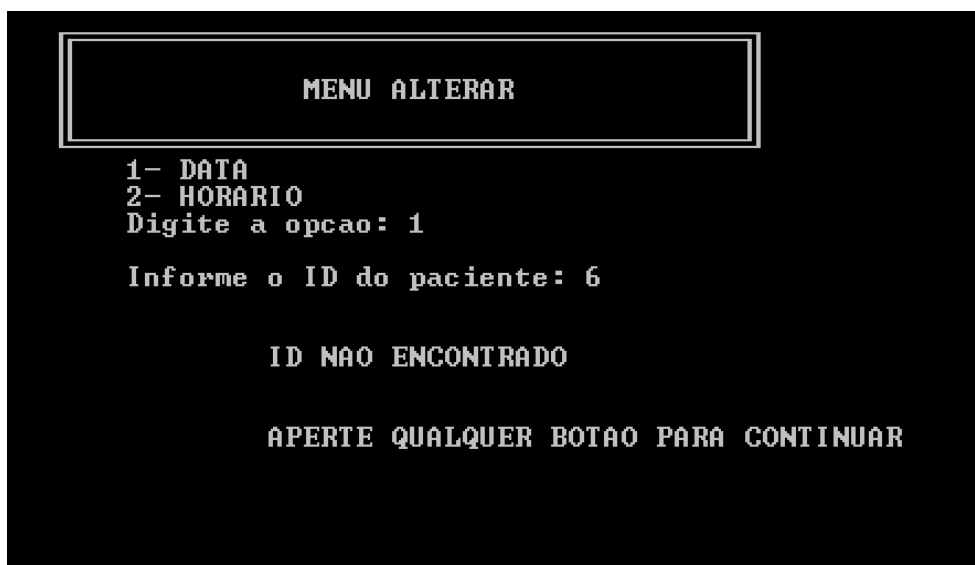 MENU ALTERAR
1- DATA
2- HORARIO
Digite a opcao: 1
Informe o ID do paciente: 6
ID NAO ENCONTRADO
APERTE QUALQUER BOTAO PARA CONTINUAR